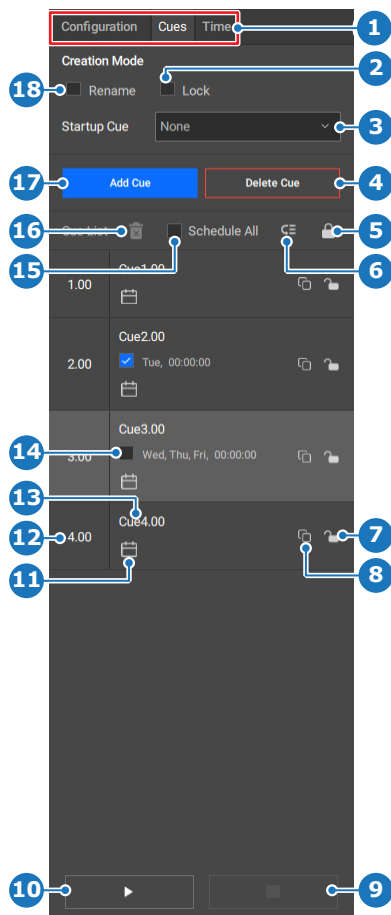 Configuration Cues Time 1
Creation Mode
2
18 Rename Lock
Startup Cue None 3
17 Add Cue Delete Cue 4
16 Cue List Schedule All 5
15 6
Cue1.00
1.00
Cue2.00
2.00 Tue, 00:00:00
Cue3.00
14 3.00 Wed, Thu, Fri, 00:00:00
13
Cue4.00
12 4.00 7
11 8
10 9